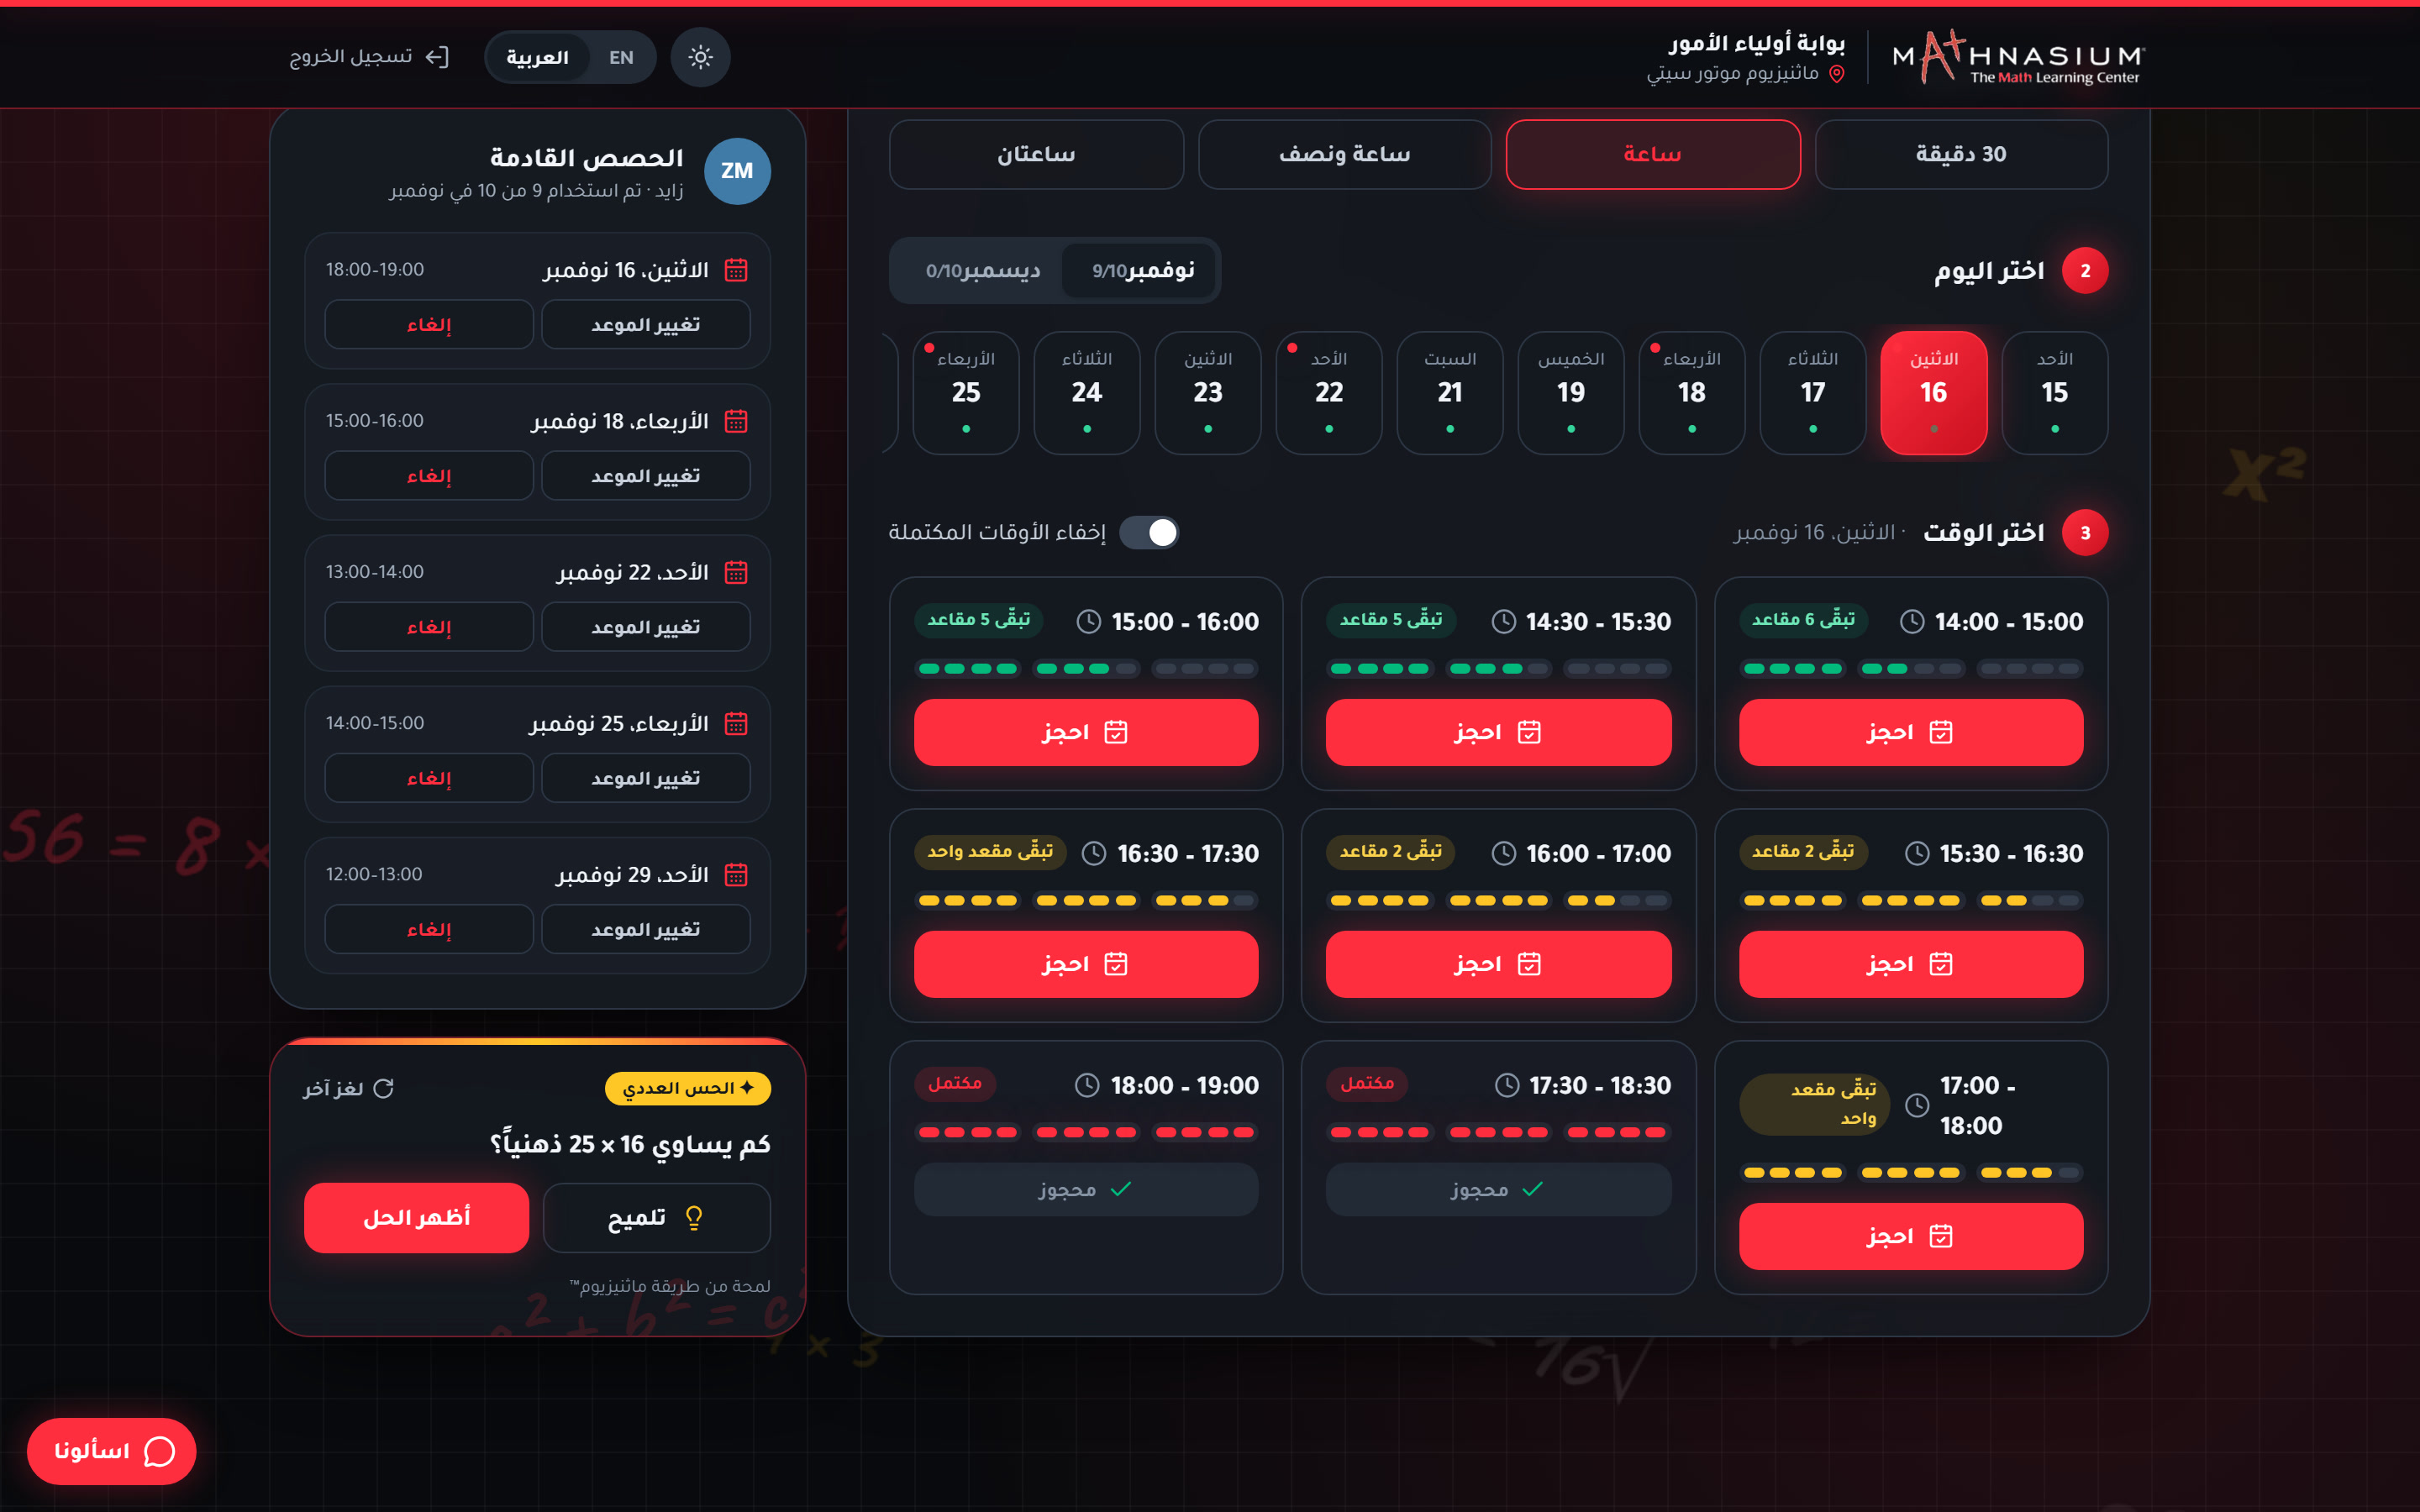 MATHNASIUM
The Math Learning Center
بوابة أولياء الأمور
ماثنيزيوم موتور سيتي
EN
العربية
تسجيل الخروج
30 دقيقة
ساعة
ساعة ونصف
ساعتان
2
اختر اليوم
نوفمبر 9/10
ديسمبر 0/10
الأحد
15
الاثنين
16
الثلاثاء
17
الأربعاء
18
الخميس
19
السبت
21
الأحد
22
الاثنين
23
الثلاثاء
24
الأربعاء
25
3
اختر الوقت · الاثنين، 16 نوفمبر
إخفاء الأوقات المكتملة
14:00 - 15:00
تبقّى 6 مقاعد
احجز
14:30 - 15:30
تبقّى 5 مقاعد
احجز
15:00 - 16:00
تبقّى 5 مقاعد
احجز
15:30 - 16:30
تبقّى 2 مقاعد
احجز
16:00 - 17:00
تبقّى 2 مقاعد
احجز
16:30 - 17:30
تبقّى مقعد واحد
احجز
17:00 -
18:00
تبقّى مقعد
واحد
احجز
17:30 - 18:30
مكتمل
محجوز
18:00 - 19:00
مكتمل
محجوز
ZM
الحصص القادمة
زايد · تم استخدام 9 من 10 في نوفمبر
الاثنين، 16 نوفمبر
18:00-19:00
تغيير الموعد
إلغاء
الأربعاء، 18 نوفمبر
15:00-16:00
تغيير الموعد
إلغاء
الأحد، 22 نوفمبر
13:00-14:00
تغيير الموعد
إلغاء
الأربعاء، 25 نوفمبر
14:00-15:00
تغيير الموعد
إلغاء
الأحد، 29 نوفمبر
12:00-13:00
تغيير الموعد
إلغاء
✦ الحس العددي
لغز آخر
كم يساوي 16 × 25 ذهنياً؟
تلميح
أظهر الحل
لمحة من طريقة ماثنيزيوم™
اسألونا
x²
56 = 8 ×
a² + b² = c²
× 3